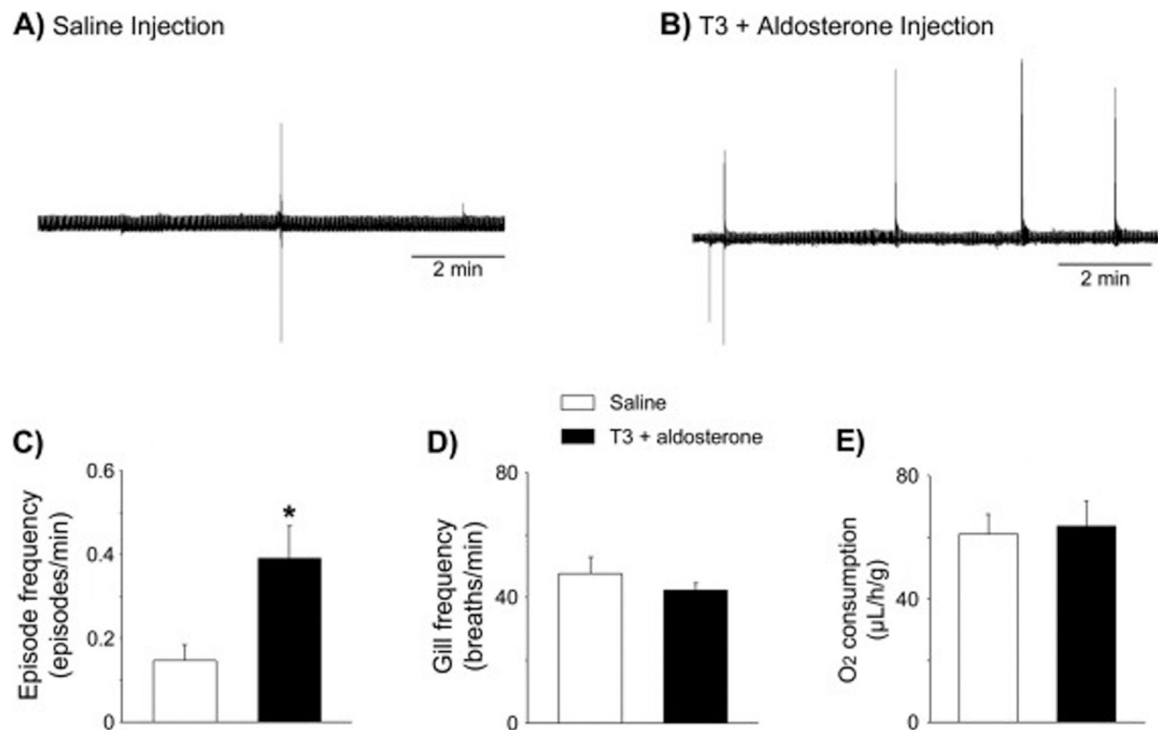 A) Saline Injection
B) T3 + Aldosterone Injection
2 min
2 min
Saline
T3 + aldosterone
C)
Episode frequency
(episodes/min)
0.6
0.4
0.2
0
*
D)
Gill frequency
(breaths/min)
80
40
0
E)
O2 consumption
(µL/h/g)
80
40
0